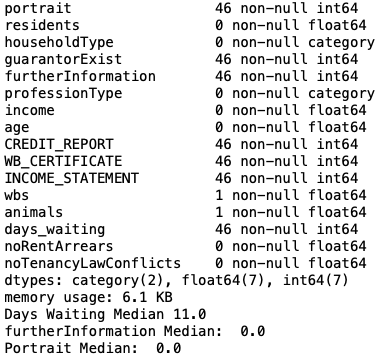 portrait 46 non-null int64
residents 0 non-null float64
householdType 0 non-null category
guarantorExist 46 non-null int64
furtherInformation 46 non-null int64
professionType 0 non-null category
income 0 non-null float64
age 0 non-null float64
CREDIT_REPORT 46 non-null int64
WB_CERTIFICATE 46 non-null int64
INCOME_STATEMENT 46 non-null int64
wbs 1 non-null float64
animals 1 non-null float64
days_waiting 46 non-null int64
noRentArrears 0 non-null float64
noTenancyLawConflicts 0 non-null float64
dtypes: category(2), float64(7), int64(7)
memory usage: 6.1 KB
Days Waiting Median 11.0
furtherInformation Median:  0.0
Portrait Median:  0.0